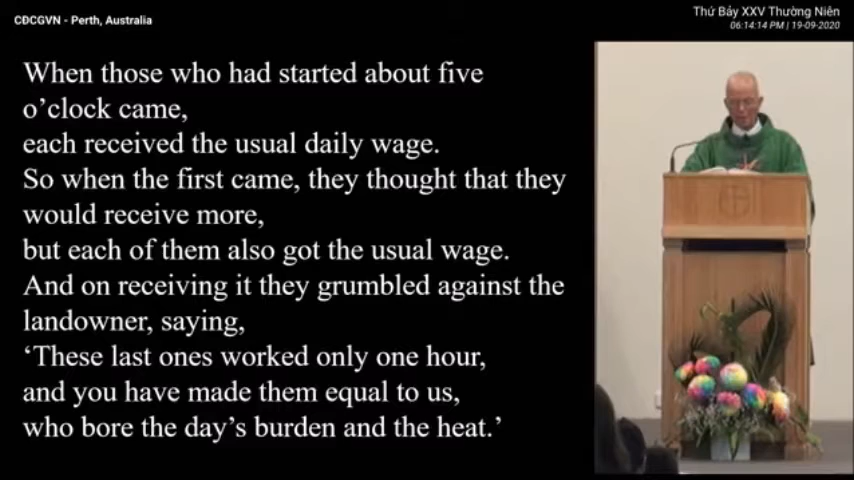 CĐCGVN - Perth, Australia
Thứ Bảy XXV Thường Niên
06:14:14 PM | 19-09-2020
When those who had started about five
o’clock came,
each received the usual daily wage.
So when the first came, they thought that they
would receive more,
but each of them also got the usual wage.
And on receiving it they grumbled against the
landowner, saying,
‘These last ones worked only one hour,
and you have made them equal to us,
who bore the day’s burden and the heat.’